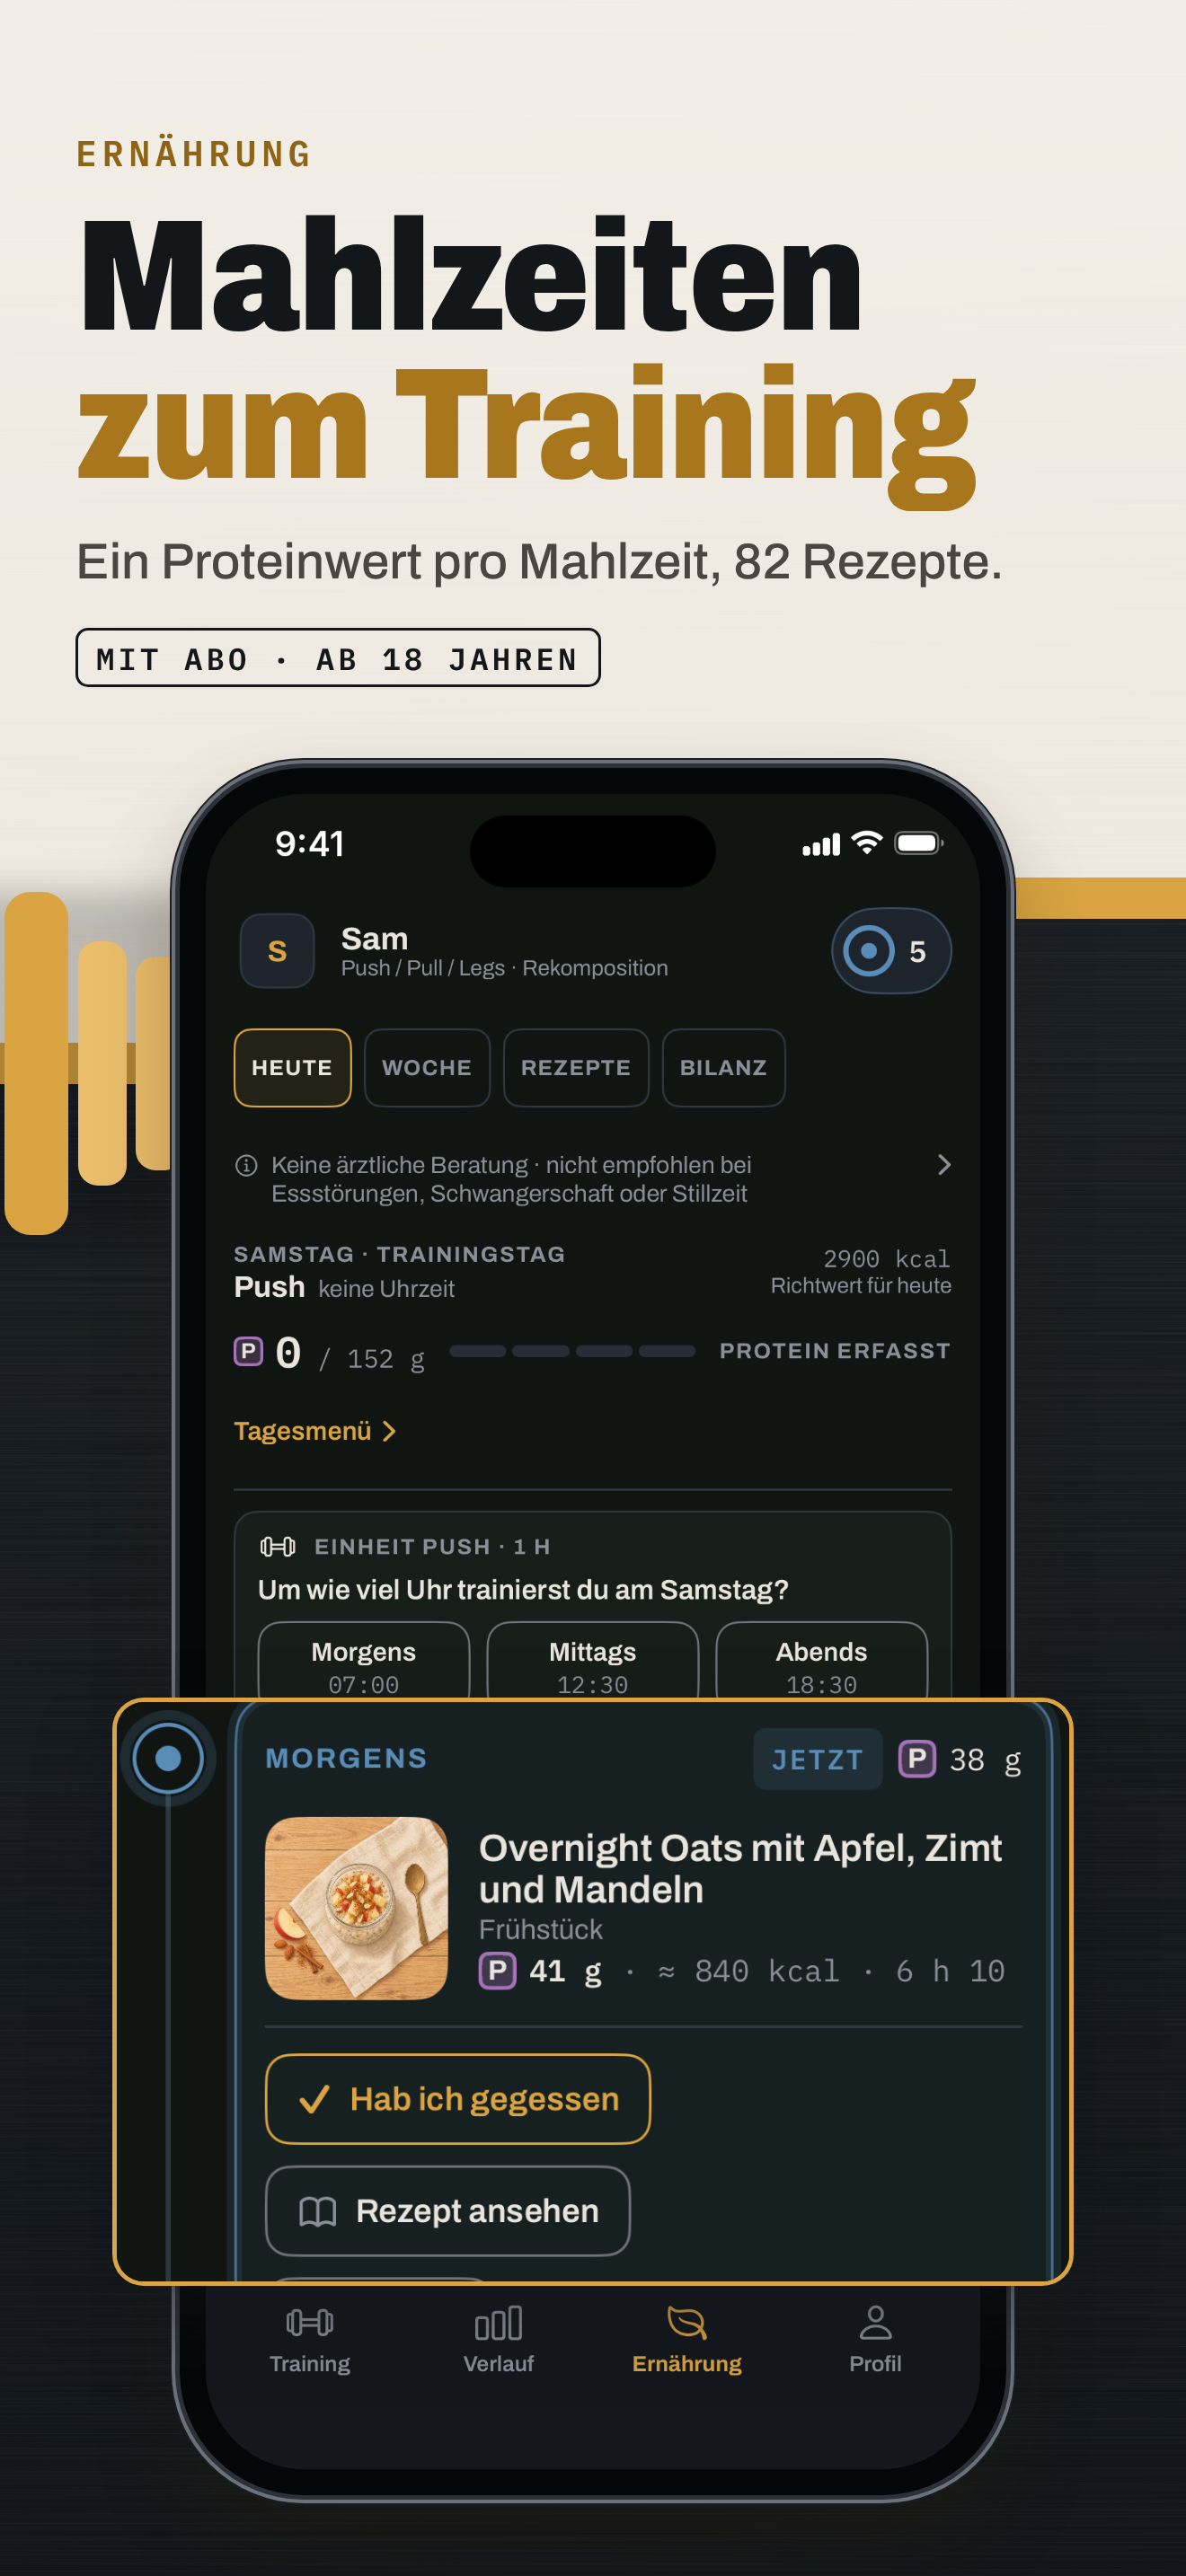 ERNÄHRUNG
Mahlzeiten
zum Training
Ein Proteinwert pro Mahlzeit, 82 Rezepte.
MIT ABO · AB 18 JAHREN
9:41
S
Sam
Push / Pull / Legs · Rekomposition
5
HEUTE WOCHE REZEPTE BILANZ
Keine ärztliche Beratung · nicht empfohlen bei
Essstörungen, Schwangerschaft oder Stillzeit
SAMSTAG · TRAININGSTAG
2900 kcal
Push keine Uhrzeit
Richtwert für heute
P 0 / 152 g PROTEIN ERFASST
Tagesmenü
EINHEIT PUSH · 1 H
Um wie viel Uhr trainierst du am Samstag?
Morgens Mittags Abends
07:00 12:30 18:30
MORGENS JETZT P 38 g
Overnight Oats mit Apfel, Zimt
und Mandeln
Frühstück
P 41 g · ≈ 840 kcal · 6 h 10
Hab ich gegessen
Rezept ansehen
Training Verlauf Ernährung Profil